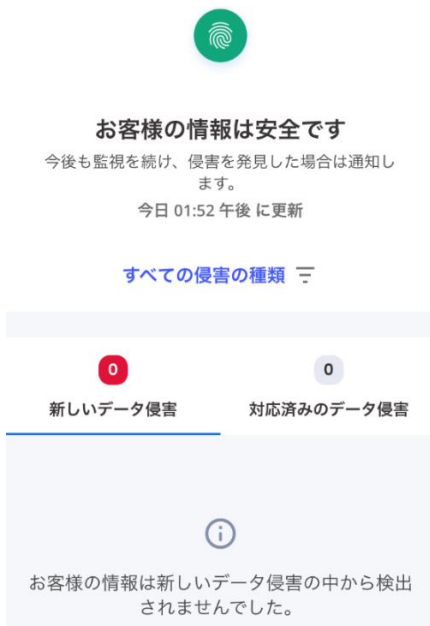 お客様の情報は安全です
今後も監視を続け、侵害を発見した場合は通知し
ます。
今日 01:52 午後 に更新
すべての侵害の種類
0
0
新しいデータ侵害
対応済みのデータ侵害
お客様の情報は新しいデータ侵害の中から検出
されませんでした。